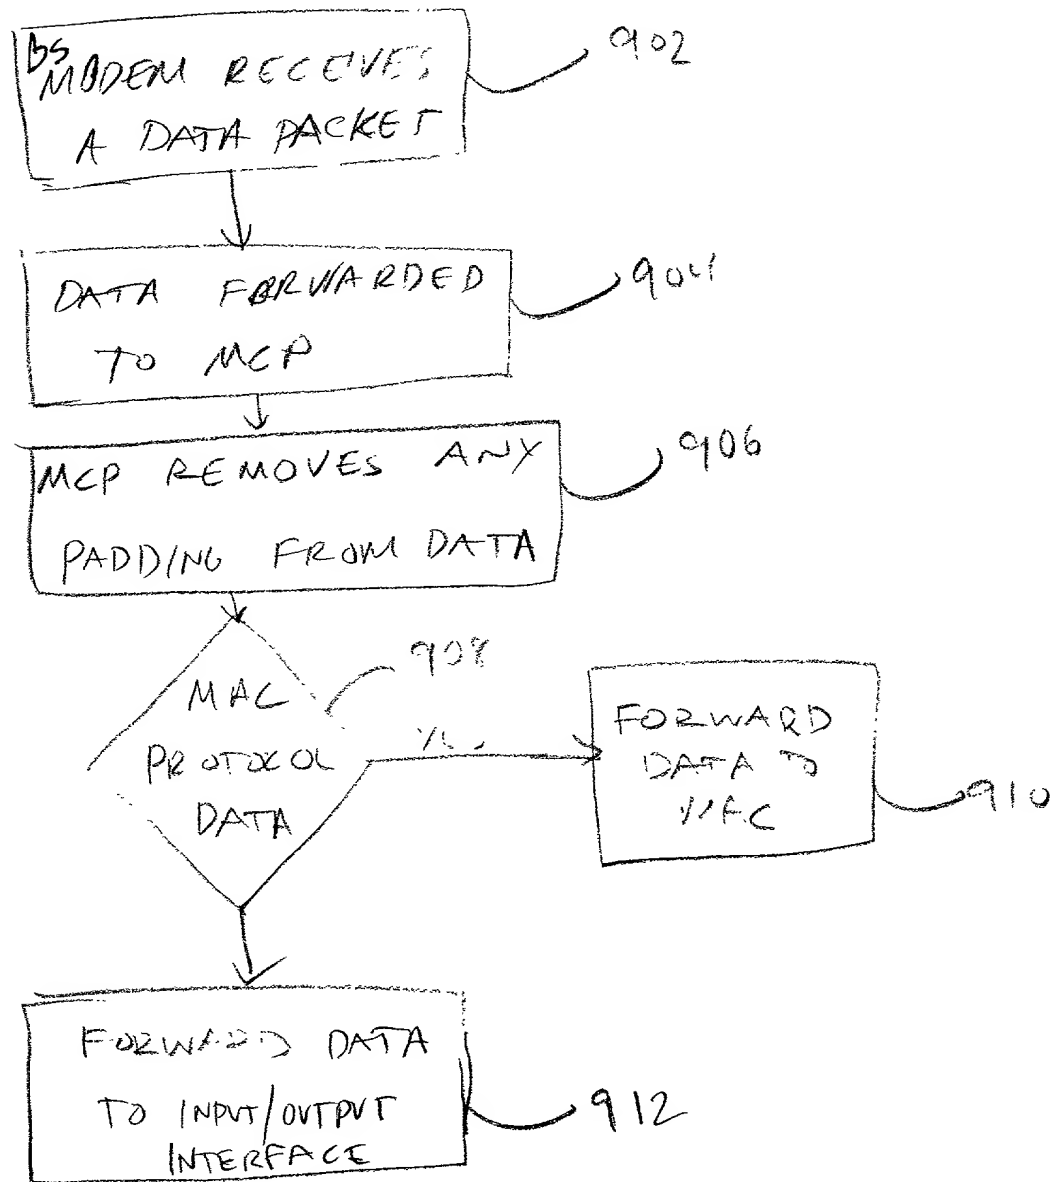 BS
MODEM RECEIVES
A DATA PACKET
902
DATA FORWARDED
TO MCP
904
MCP REMOVES ANY
PADDING FROM DATA
906
MAC
PROTOCOL
DATA
908
FORWARD
DATA TO
910
FORWARD DATA
TO INPUT/OUTPUT
INTERFACE
912